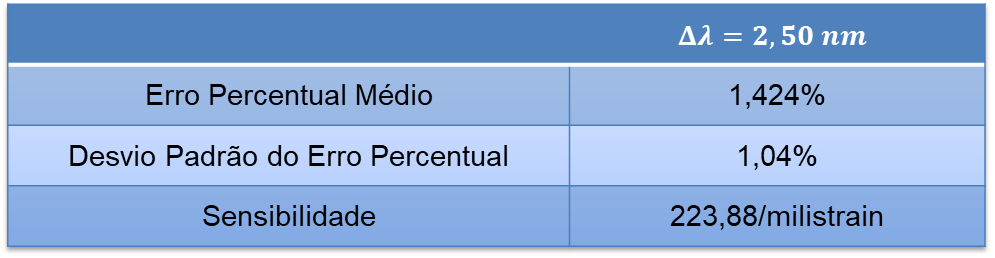 Δλ = 2,50 nm
Erro Percentual Médio 1,424%
Desvio Padrão do Erro Percentual 1,04%
Sensibilidade 223,88/milistrain